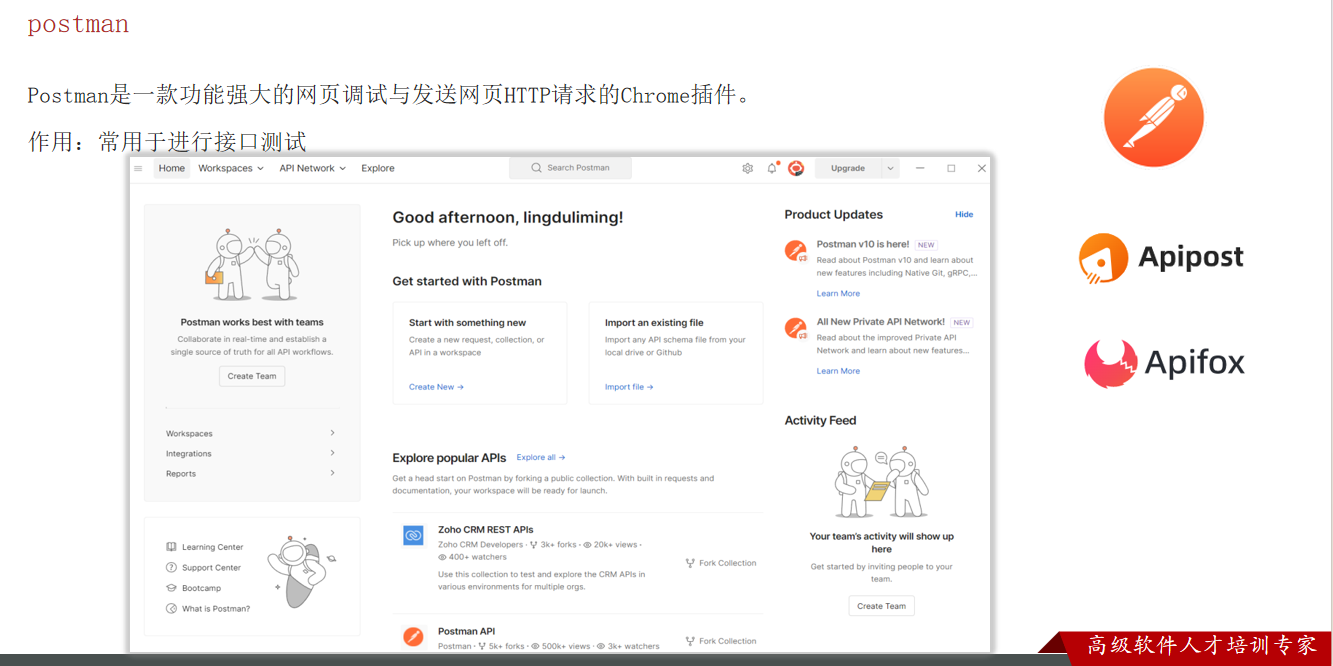 postman
Postman是一款功能强大的网页调试与发送网页HTTP请求的Chrome插件。
作用：常用于进行接口测试
Home
Workspaces
API Network
Explore
Search Postman
Upgrade
Postman works best with teams
Collaborate in real-time and establish a
single source of truth for all API workflows.
Create Team
Workspaces
Integrations
Reports
Learning Center
Support Center
Bootcamp
What is Postman?
Good afternoon, lingduliming!
Pick up where you left off.
Get started with Postman
Start with something new
Create a new request, collection, or
API in a workspace
Create New →
Import an existing file
Import any API schema file from your
local drive or Github
Import file →
Explore popular APIs
Explore all →
Get a head start on Postman by forking a public collection. With built in requests and
documentation, your workspace will be ready for launch.
Zoho CRM REST APIs
Zoho CRM Developers · 3k+ forks · 20k+ views ·
400+ watchers
Use this collection to test and explore the CRM APIs in
various environments for multiple orgs.
Fork Collection
Postman API
Postman · 5k+ forks · 500k+ views · 3k+ watchers
Fork Collection
Product Updates
Hide
Postman v10 is here! NEW
Read about Postman v10 and learn about
new features including Native Git, gRPC,...
Learn More
All New Private API Network! NEW
Read about the improved Private API
Network and learn about new features...
Learn More
Activity Feed
Your team's activity will show up
here
Get started by inviting people to your
team.
Create Team
Apipost
Apifox
高级软件人才培训专家